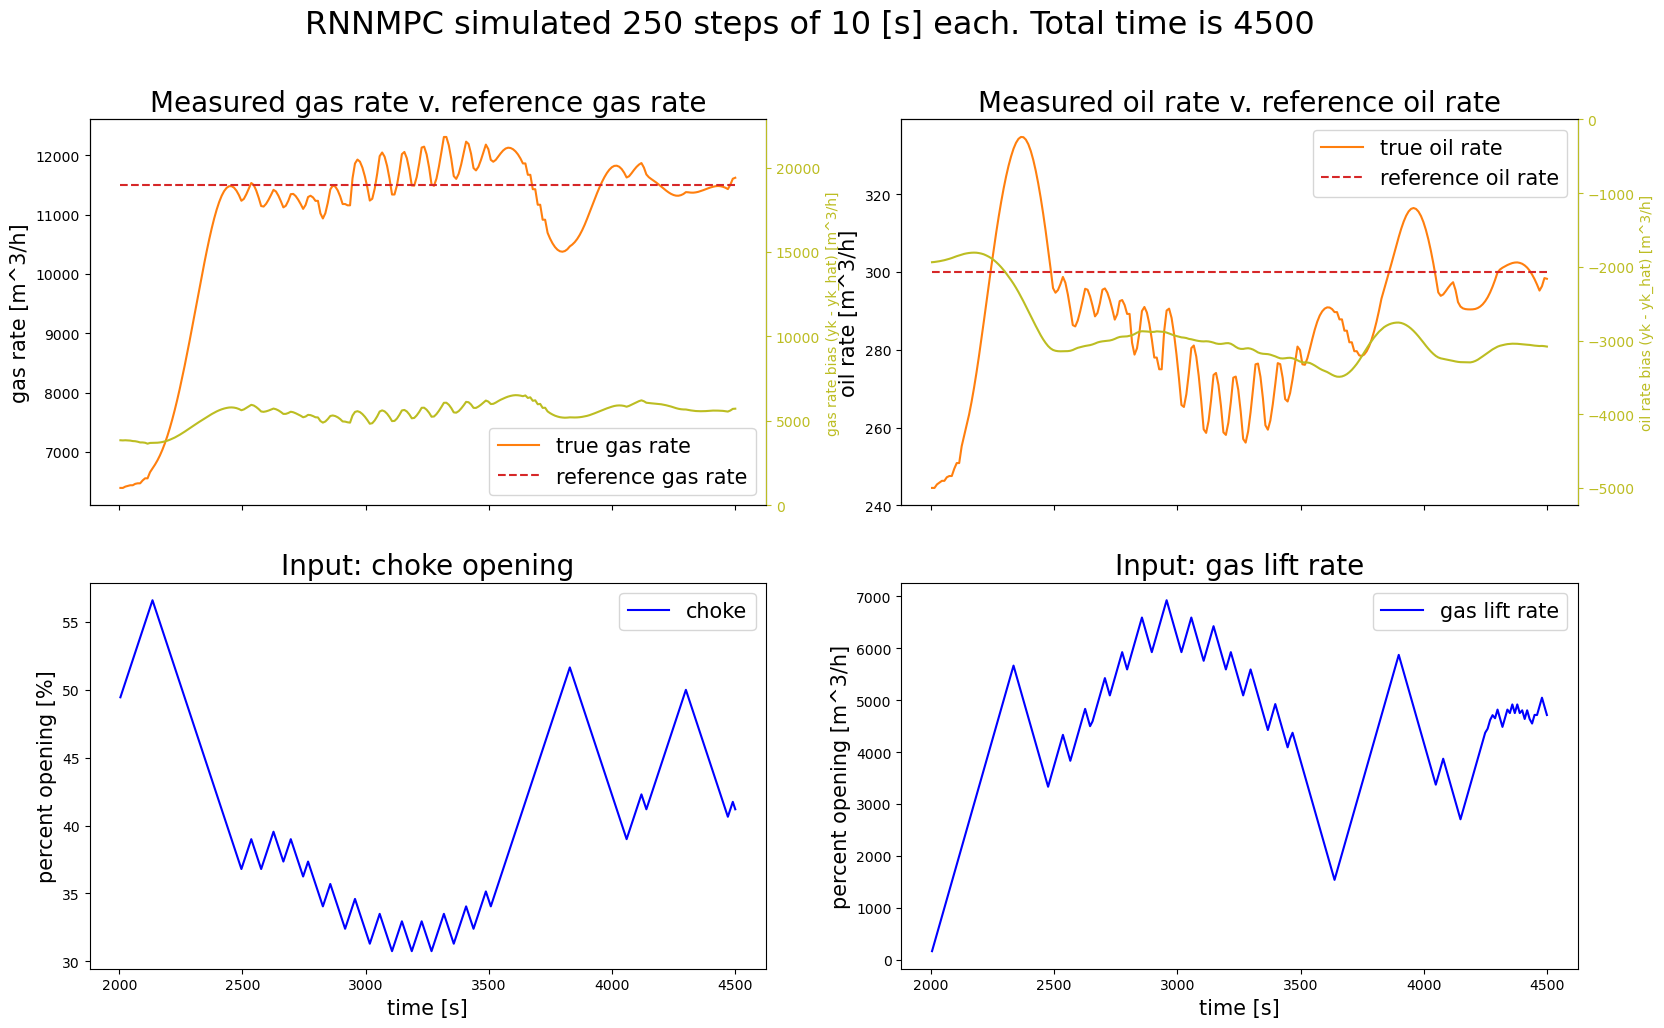 RNNMPC simulated 250 steps of 10 [s] each. Total time is 4500
Measured gas rate v. reference gas rate
gas rate [m^3/h]
12000
11000
10000
9000
8000
7000
20000
15000
10000
5000
0
gas rate bias (yk - yk_hat) [m^3/h]
true gas rate
reference gas rate
Measured oil rate v. reference oil rate
oil rate [m^3/h]
320
300
280
260
240
0
−1000
−2000
−3000
−4000
−5000
oil rate bias (yk - yk_hat) [m^3/h]
true oil rate
reference oil rate
Input: choke opening
percent opening [%]
55
50
45
40
35
30
choke
2000 2500 3000 3500 4000 4500
time [s]
Input: gas lift rate
percent opening [m^3/h]
7000
6000
5000
4000
3000
2000
1000
0
gas lift rate
2000 2500 3000 3500 4000 4500
time [s]